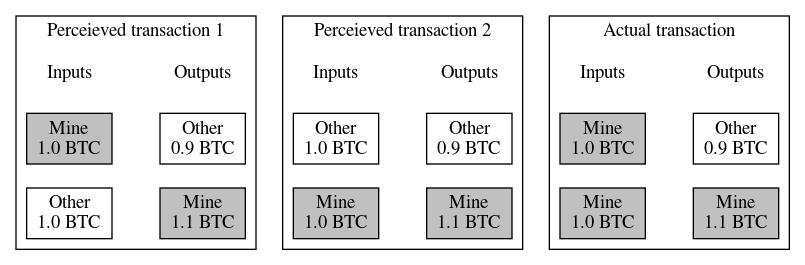 Perceieved transaction 1
Inputs Outputs
Mine Other
1.0 BTC 0.9 BTC
Other Mine
1.0 BTC 1.1 BTC
Perceieved transaction 2
Inputs Outputs
Other Other
1.0 BTC 0.9 BTC
Mine Mine
1.0 BTC 1.1 BTC
Actual transaction
Inputs Outputs
Mine Other
1.0 BTC 0.9 BTC
Mine Mine
1.0 BTC 1.1 BTC